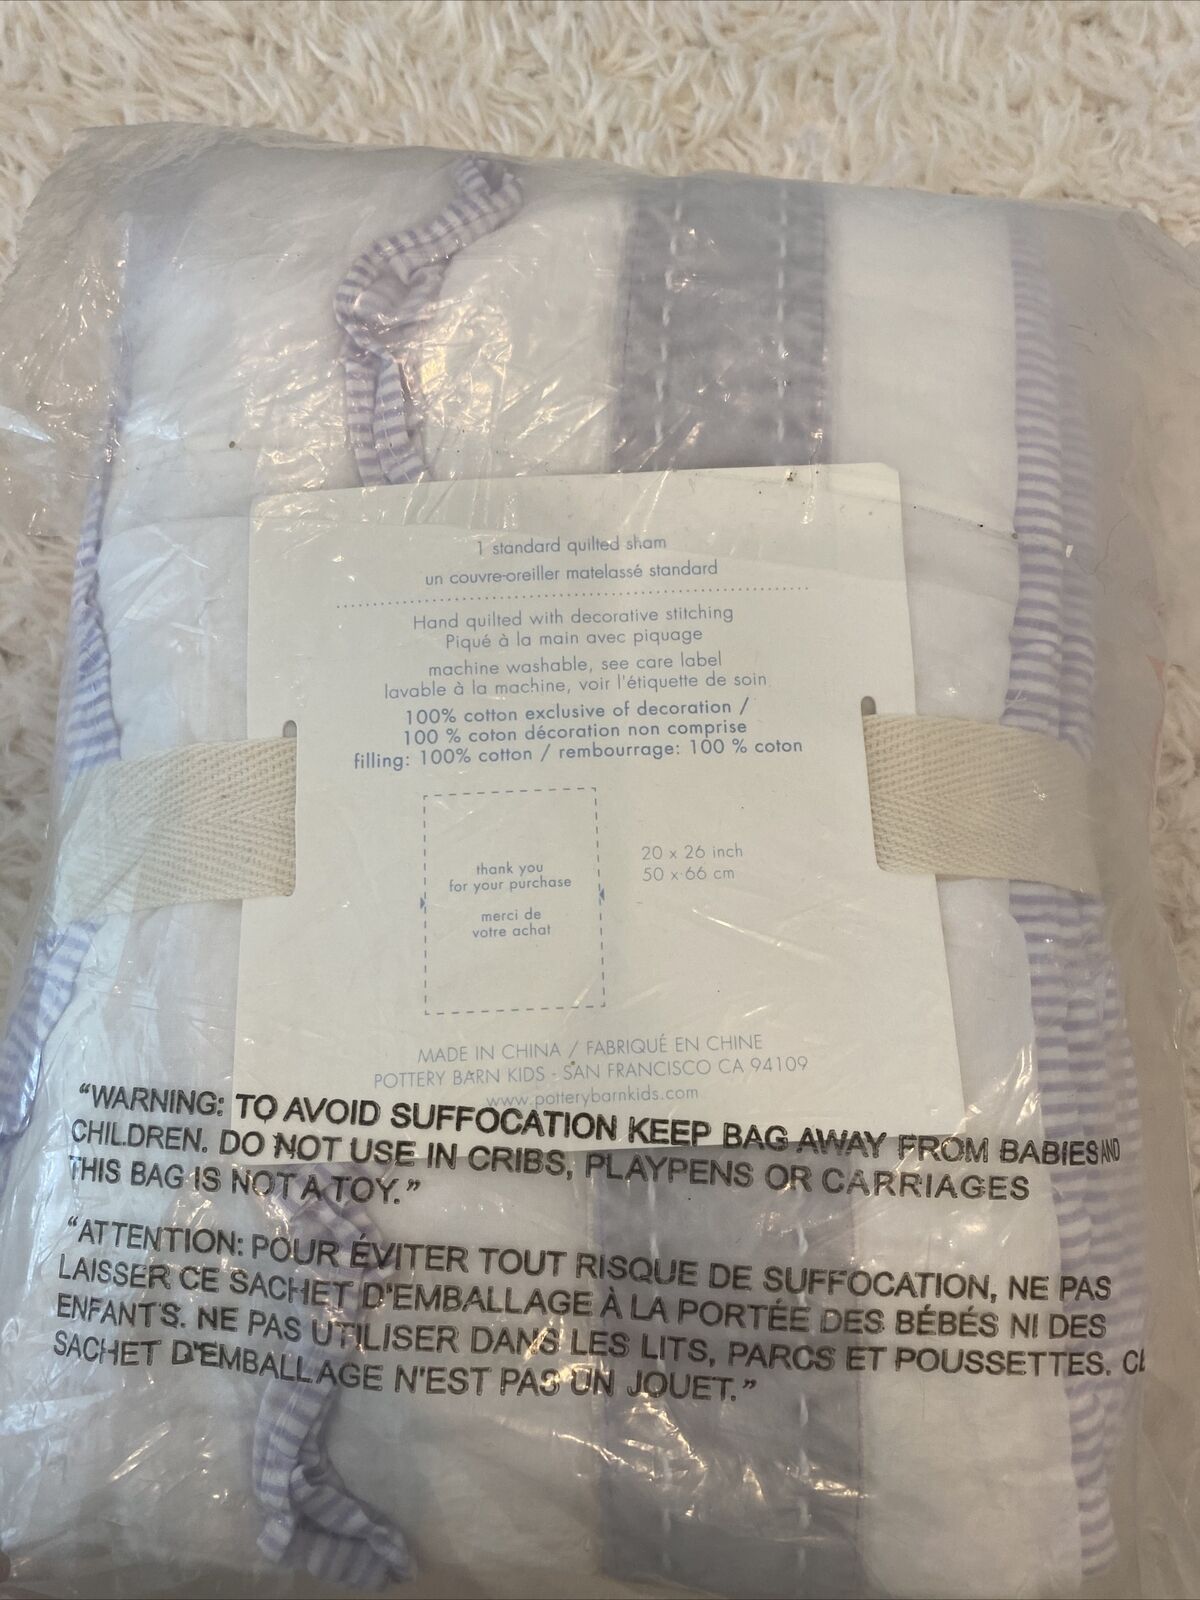 1 standard quilted sham
un couvre-oreiller matelassé standard
Hand quilted with decorative stitching
Piqué à la main avec piquage
machine washable, see care label
lavable à la machine, voir l'étiquette de soin
100% cotton exclusive of decoration /
100 % coton décoration non comprise
filling: 100% cotton / rembourrage: 100 % coton
thank you
for your purchase
merci de
votre achat
20 x 26 inch
50 x 66 cm
MADE IN CHINA / FABRIQUÉ EN CHINE
POTTERY BARN KIDS - SAN FRANCISCO CA 94109
www.potterybarnkids.com
“WARNING: TO AVOID SUFFOCATION KEEP BAG AWAY FROM BABIES AND
CHILDREN. DO NOT USE IN CRIBS, PLAYPENS OR CARRIAGES
THIS BAG IS NOT A TOY.”
“ATTENTION: POUR ÉVITER TOUT RISQUE DE SUFFOCATION, NE PAS
LAISSER CE SACHET D'EMBALLAGE À LA PORTÉE DES BÉBÉS NI DES
ENFANTS. NE PAS UTILISER DANS LES LITS, PARCS ET POUSSETTES.
SACHET D'EMBALLAGE N'EST PAS UN JOUET.”